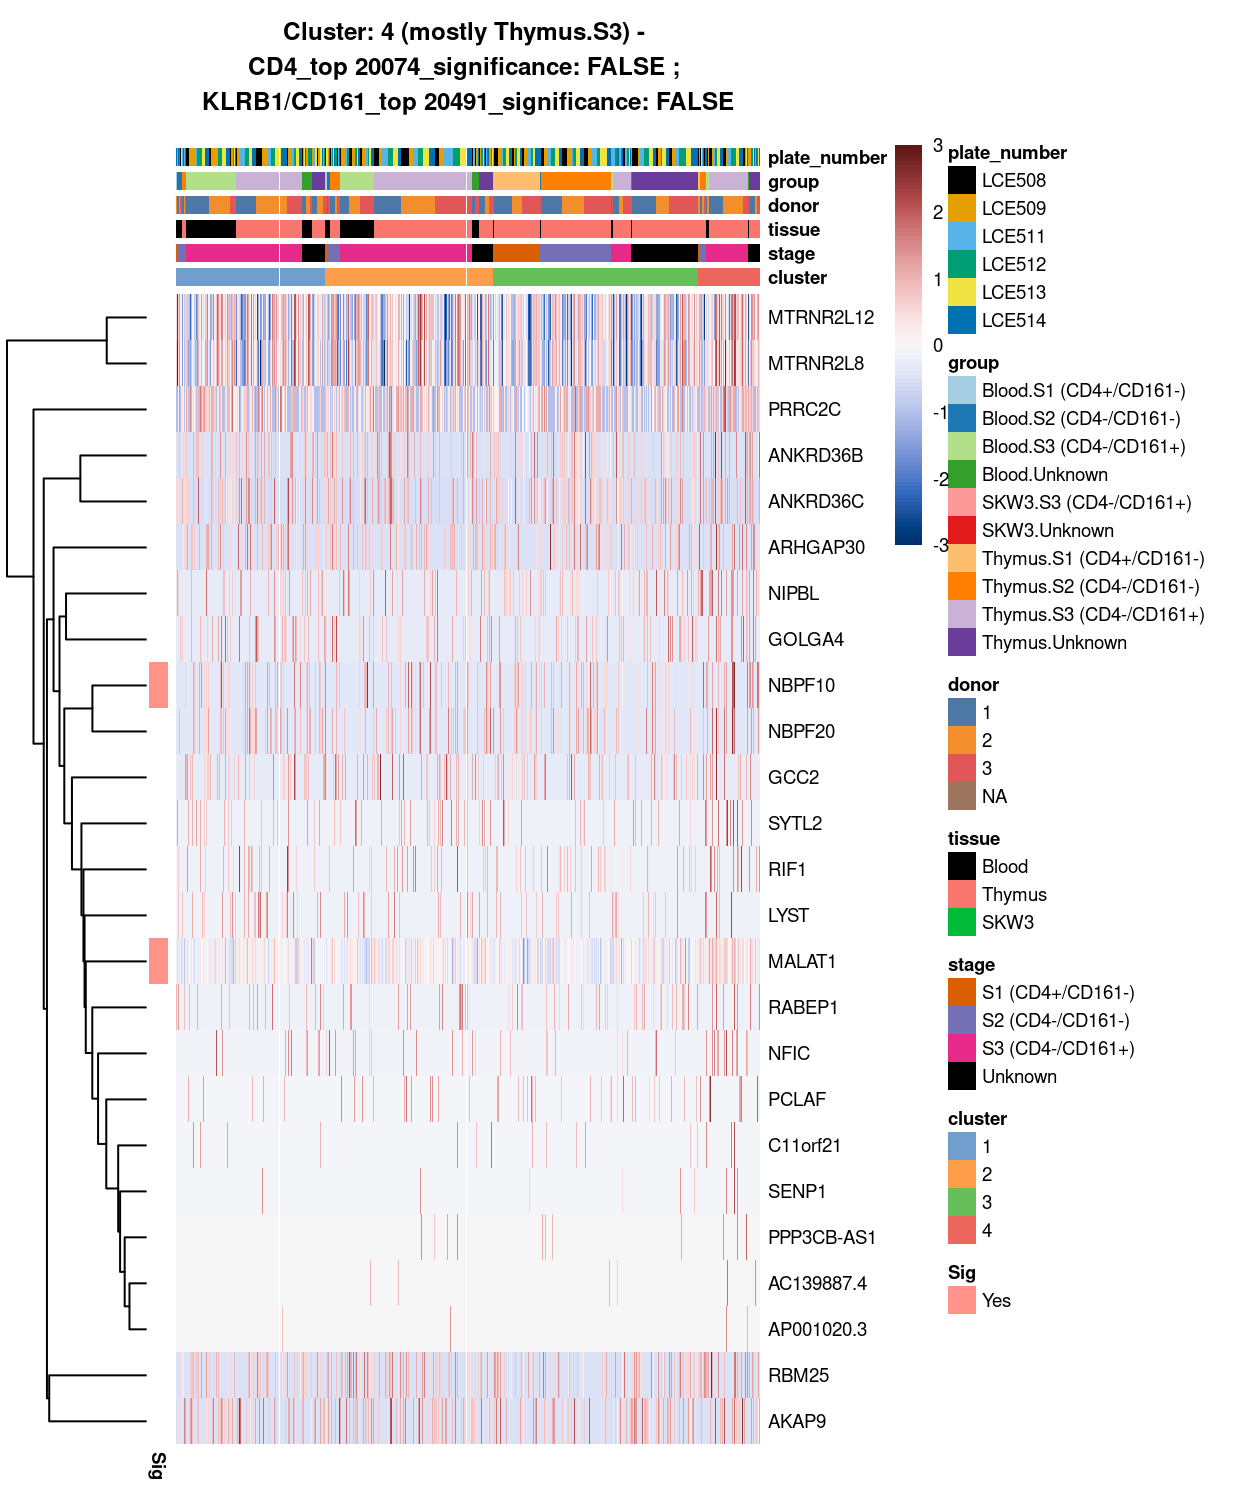 Cluster: 4 (mostly Thymus.S3) -
CD4_top 20074_significance: FALSE ;
KLRB1/CD161_top 20491_significance: FALSE
plate_number
group
donor
tissue
stage
cluster
MTRNR2L12
MTRNR2L8
PRRC2C
ANKRD36B
ANKRD36C
ARHGAP30
NIPBL
GOLGA4
NBPF10
NBPF20
GCC2
SYTL2
RIF1
LYST
MALAT1
RABEP1
NFIC
PCLAF
C11orf21
SENP1
PPP3CB-AS1
AC139887.4
AP001020.3
RBM25
AKAP9
Sig
3
2
1
0
-1
-2
-3
plate_number
LCE508
LCE509
LCE511
LCE512
LCE513
LCE514
group
Blood.S1 (CD4+/CD161-)
Blood.S2 (CD4-/CD161-)
Blood.S3 (CD4-/CD161+)
Blood.Unknown
SKW3.S3 (CD4-/CD161+)
SKW3.Unknown
Thymus.S1 (CD4+/CD161-)
Thymus.S2 (CD4-/CD161-)
Thymus.S3 (CD4-/CD161+)
Thymus.Unknown
donor
1
2
3
NA
tissue
Blood
Thymus
SKW3
stage
S1 (CD4+/CD161-)
S2 (CD4-/CD161-)
S3 (CD4-/CD161+)
Unknown
cluster
1
2
3
4
Sig
Yes